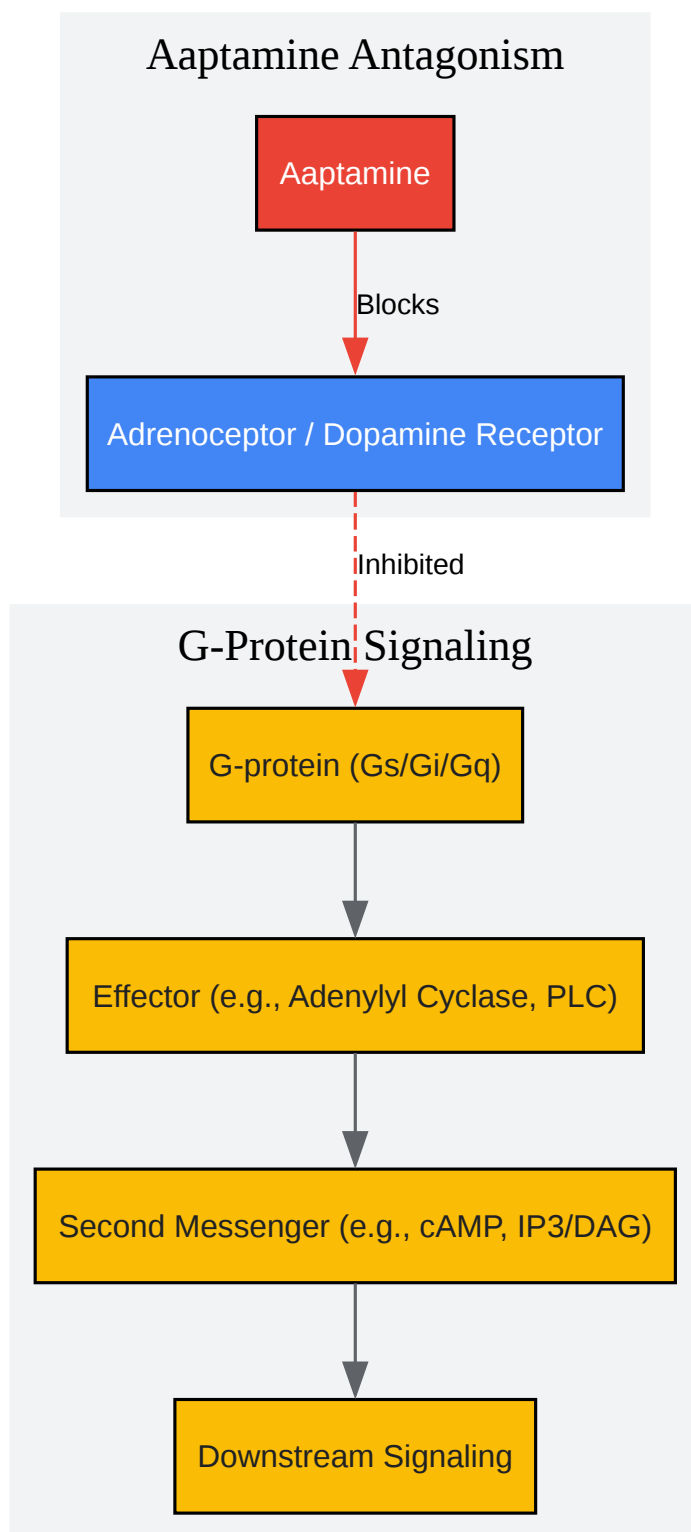 Aaptamine Antagonism
Aaptamine
Blocks
Adrenoceptor / Dopamine Receptor
Inhibited
G-Protein Signaling
G-protein (Gs/Gi/Gq)
Effector (e.g., Adenylyl Cyclase, PLC)
Second Messenger (e.g., cAMP, IP3/DAG)
Downstream Signaling